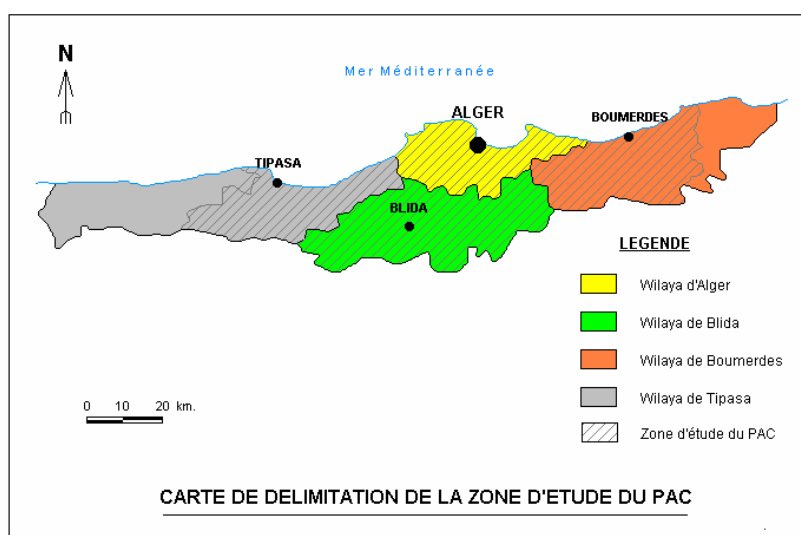 N
Mer Méditerranée
ALGER
BOUMERDES
TIPASA
BLIDA
LEGENDE
Wilaya d'Alger
Wilaya de Blida
Wilaya de Boumerdes
Wilaya de Tipasa
Zone d'étude du PAC
0 10 20 km.
CARTE DE DELIMITATION DE LA ZONE D'ETUDE DU PAC